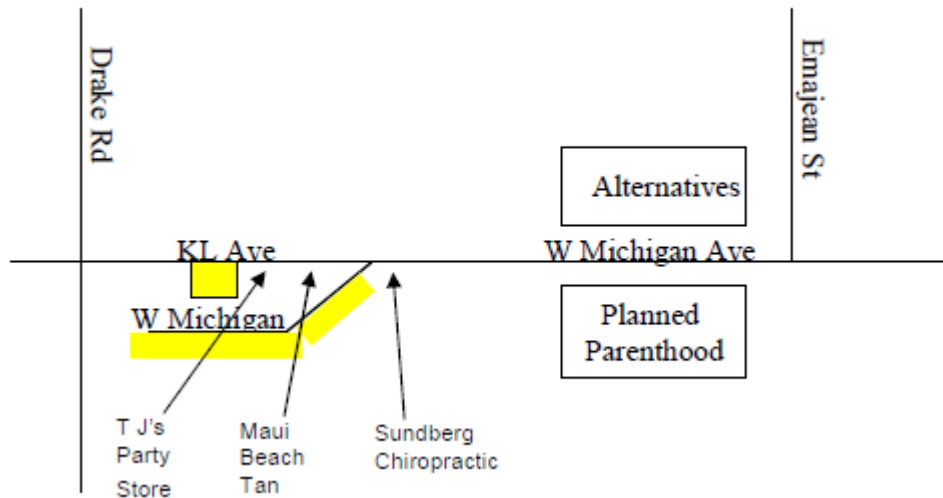 Drake Rd
Emajean St
Alternatives
KL Ave
W Michigan Ave
W Michigan
Planned
Parenthood
T J's
Party
Store
Maui
Beach
Tan
Sundberg
Chiropractic